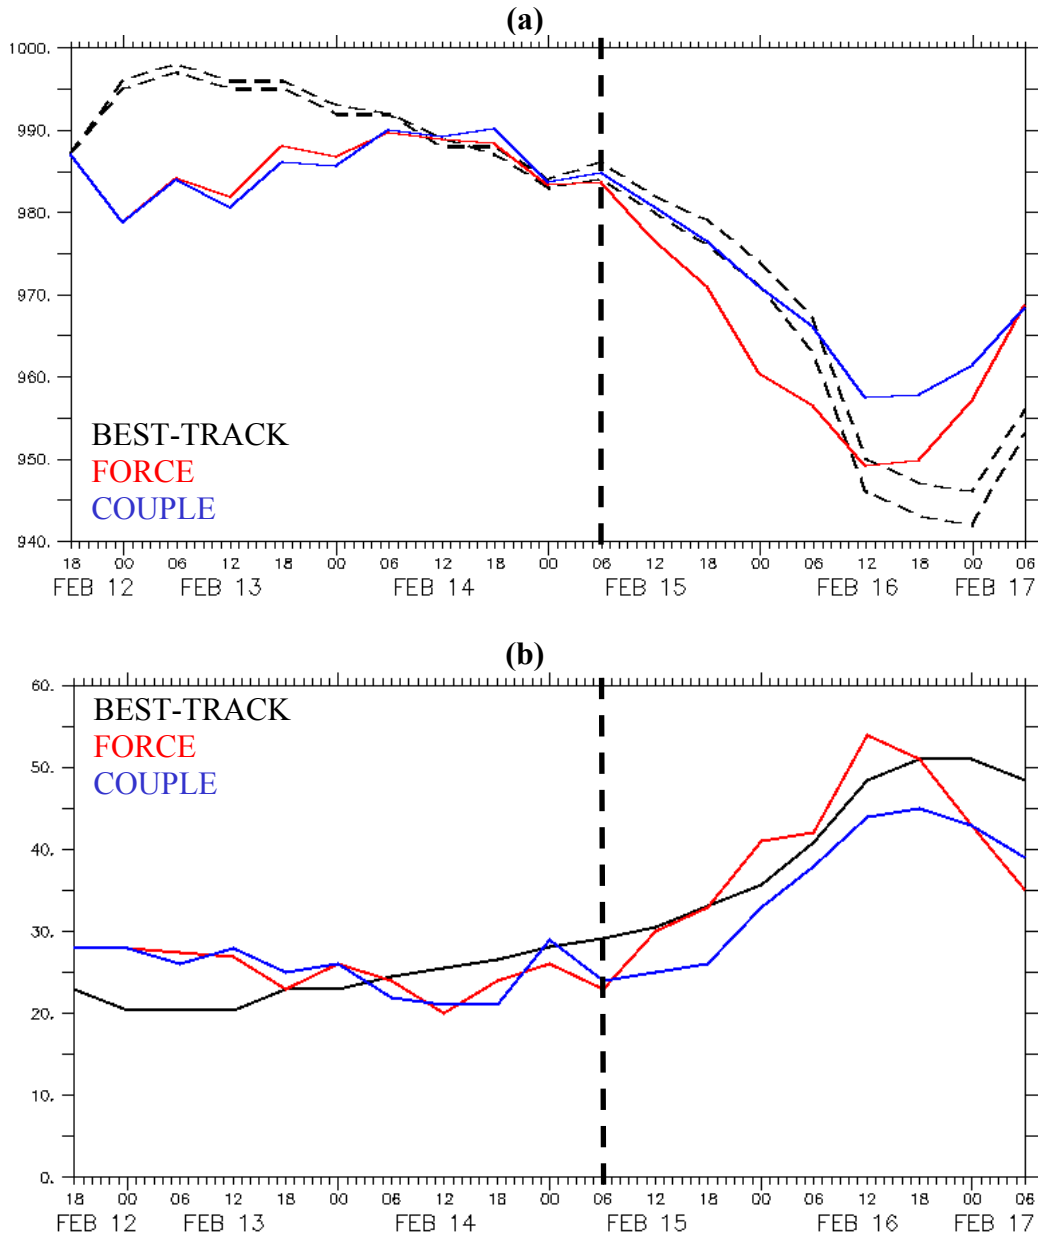 (a)
1000.
990.
980.
970.
960.
950.
940.
BEST-TRACK
FORCE
COUPLE
18 00 06 12 18 00 06 12 18 00 06 12 18 00 06 12 18 00 06
FEB 12 FEB 13 FEB 14 FEB 15 FEB 16 FEB 17
(b)
60.
50.
40.
30.
20.
10.
0.
BEST-TRACK
FORCE
COUPLE
18 00 06 12 18 00 06 12 18 00 06 12 18 00 06 12 18 00 06
FEB 12 FEB 13 FEB 14 FEB 15 FEB 16 FEB 17